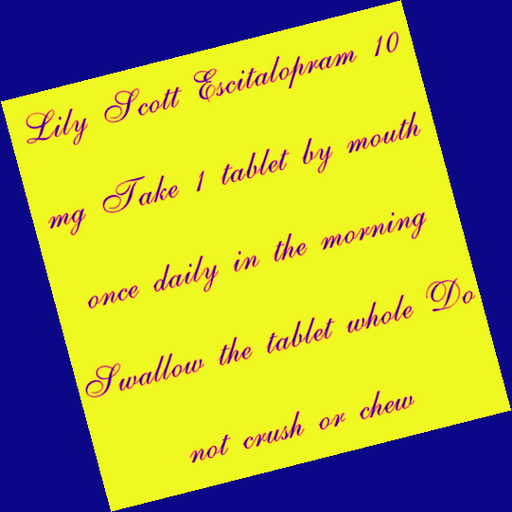 Lily Scott Escitalopram 10
mg Take 1 tablet by mouth
once daily in the morning
Swallow the tablet whole Do
not crush or chew